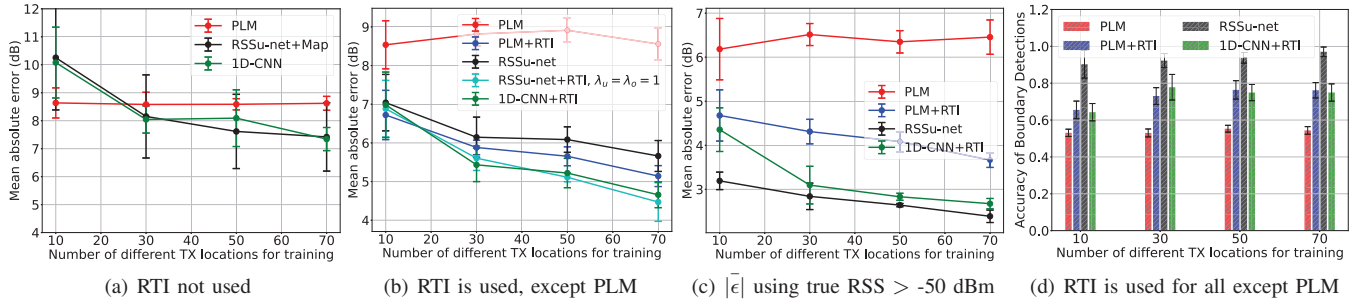 Mean absolute error (dB)
12
11
10
9
8
7
6
5
4
PLM
RSSu-net+Map
1D-CNN
10 20 30 40 50 60 70
Number of different TX locations for training
(a) RTI not used
Mean absolute error (dB)
9
8
7
6
5
4
PLM
PLM+RTI
RSSu-net
RSSu-net+RTI, λu = λo = 1
1D-CNN+RTI
10 20 30 40 50 60 70
Number of different TX locations for training
(b) RTI is used, except PLM
Mean absolute error (dB)
7
6
5
4
3
PLM
PLM+RTI
RSSu-net
1D-CNN+RTI
10 20 30 40 50 60 70
Number of different TX locations for training
(c) |ϵ̄| using true RSS > -50 dBm
Accuracy of Boundary Detections
1.2
1.0
0.8
0.6
0.4
0.2
0.0
PLM RSSu-net
PLM+RTI 1D-CNN+RTI
10 30 50 70
Number of different TX locations for training
(d) RTI is used for all except PLM